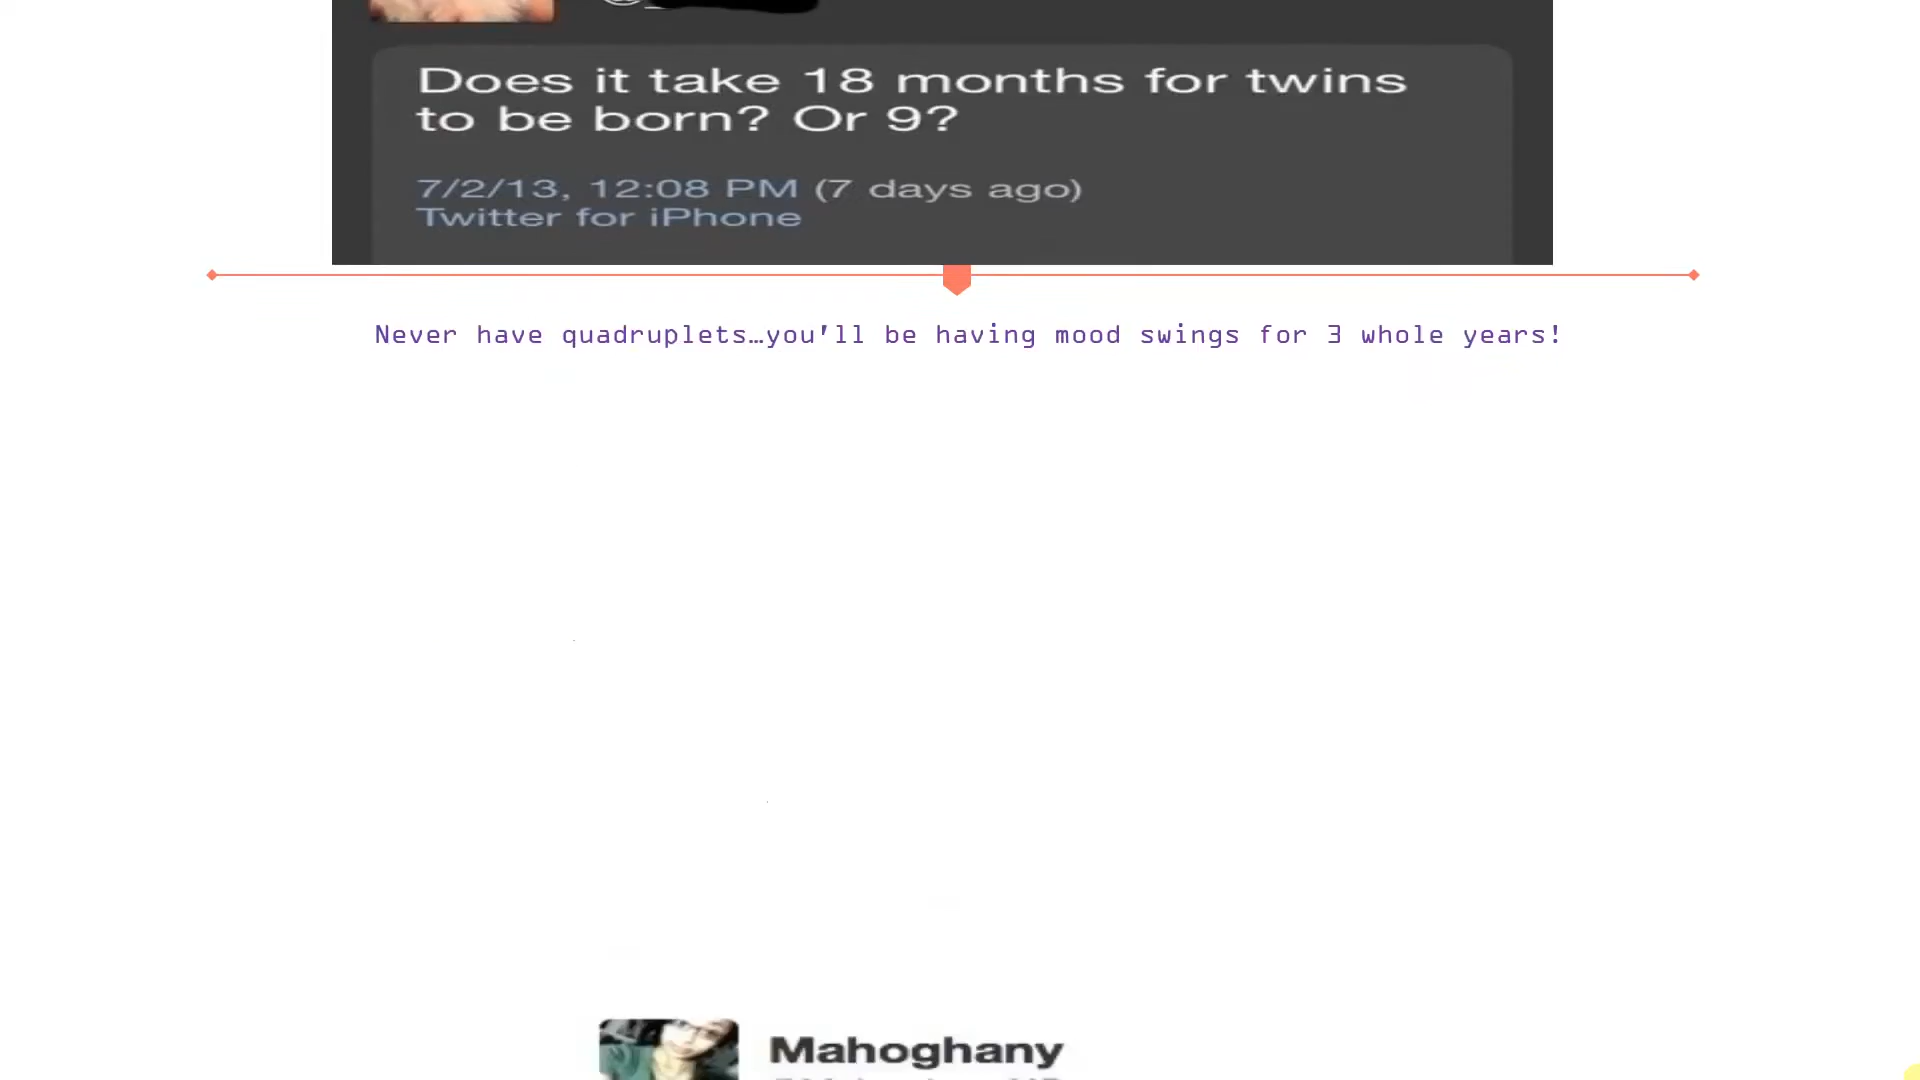 Does it take 18 months for twins
to be born? Or 9?
7/2/13, 12:08 PM (7 days ago)
Twitter for iPhone
Never have quadruplets…you'll be having mood swings for 3 whole years!
Mahoghany